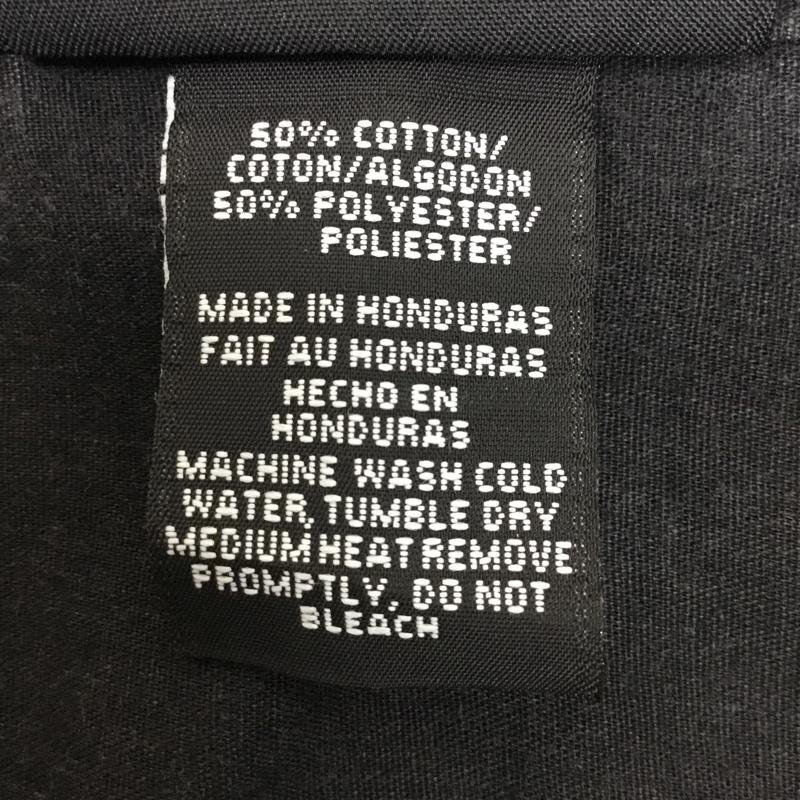 50% COTTON/
COTON/ALGODON
50% POLYESTER/
POLIESTER
MADE IN HONDURAS
FAIT AU HONDURAS
HECHO EN
HONDURAS
MACHINE WASH COLD
WATER, TUMBLE DRY
MEDIUM HEAT REMOVE
PROMPTLY, DO NOT
BLEACH